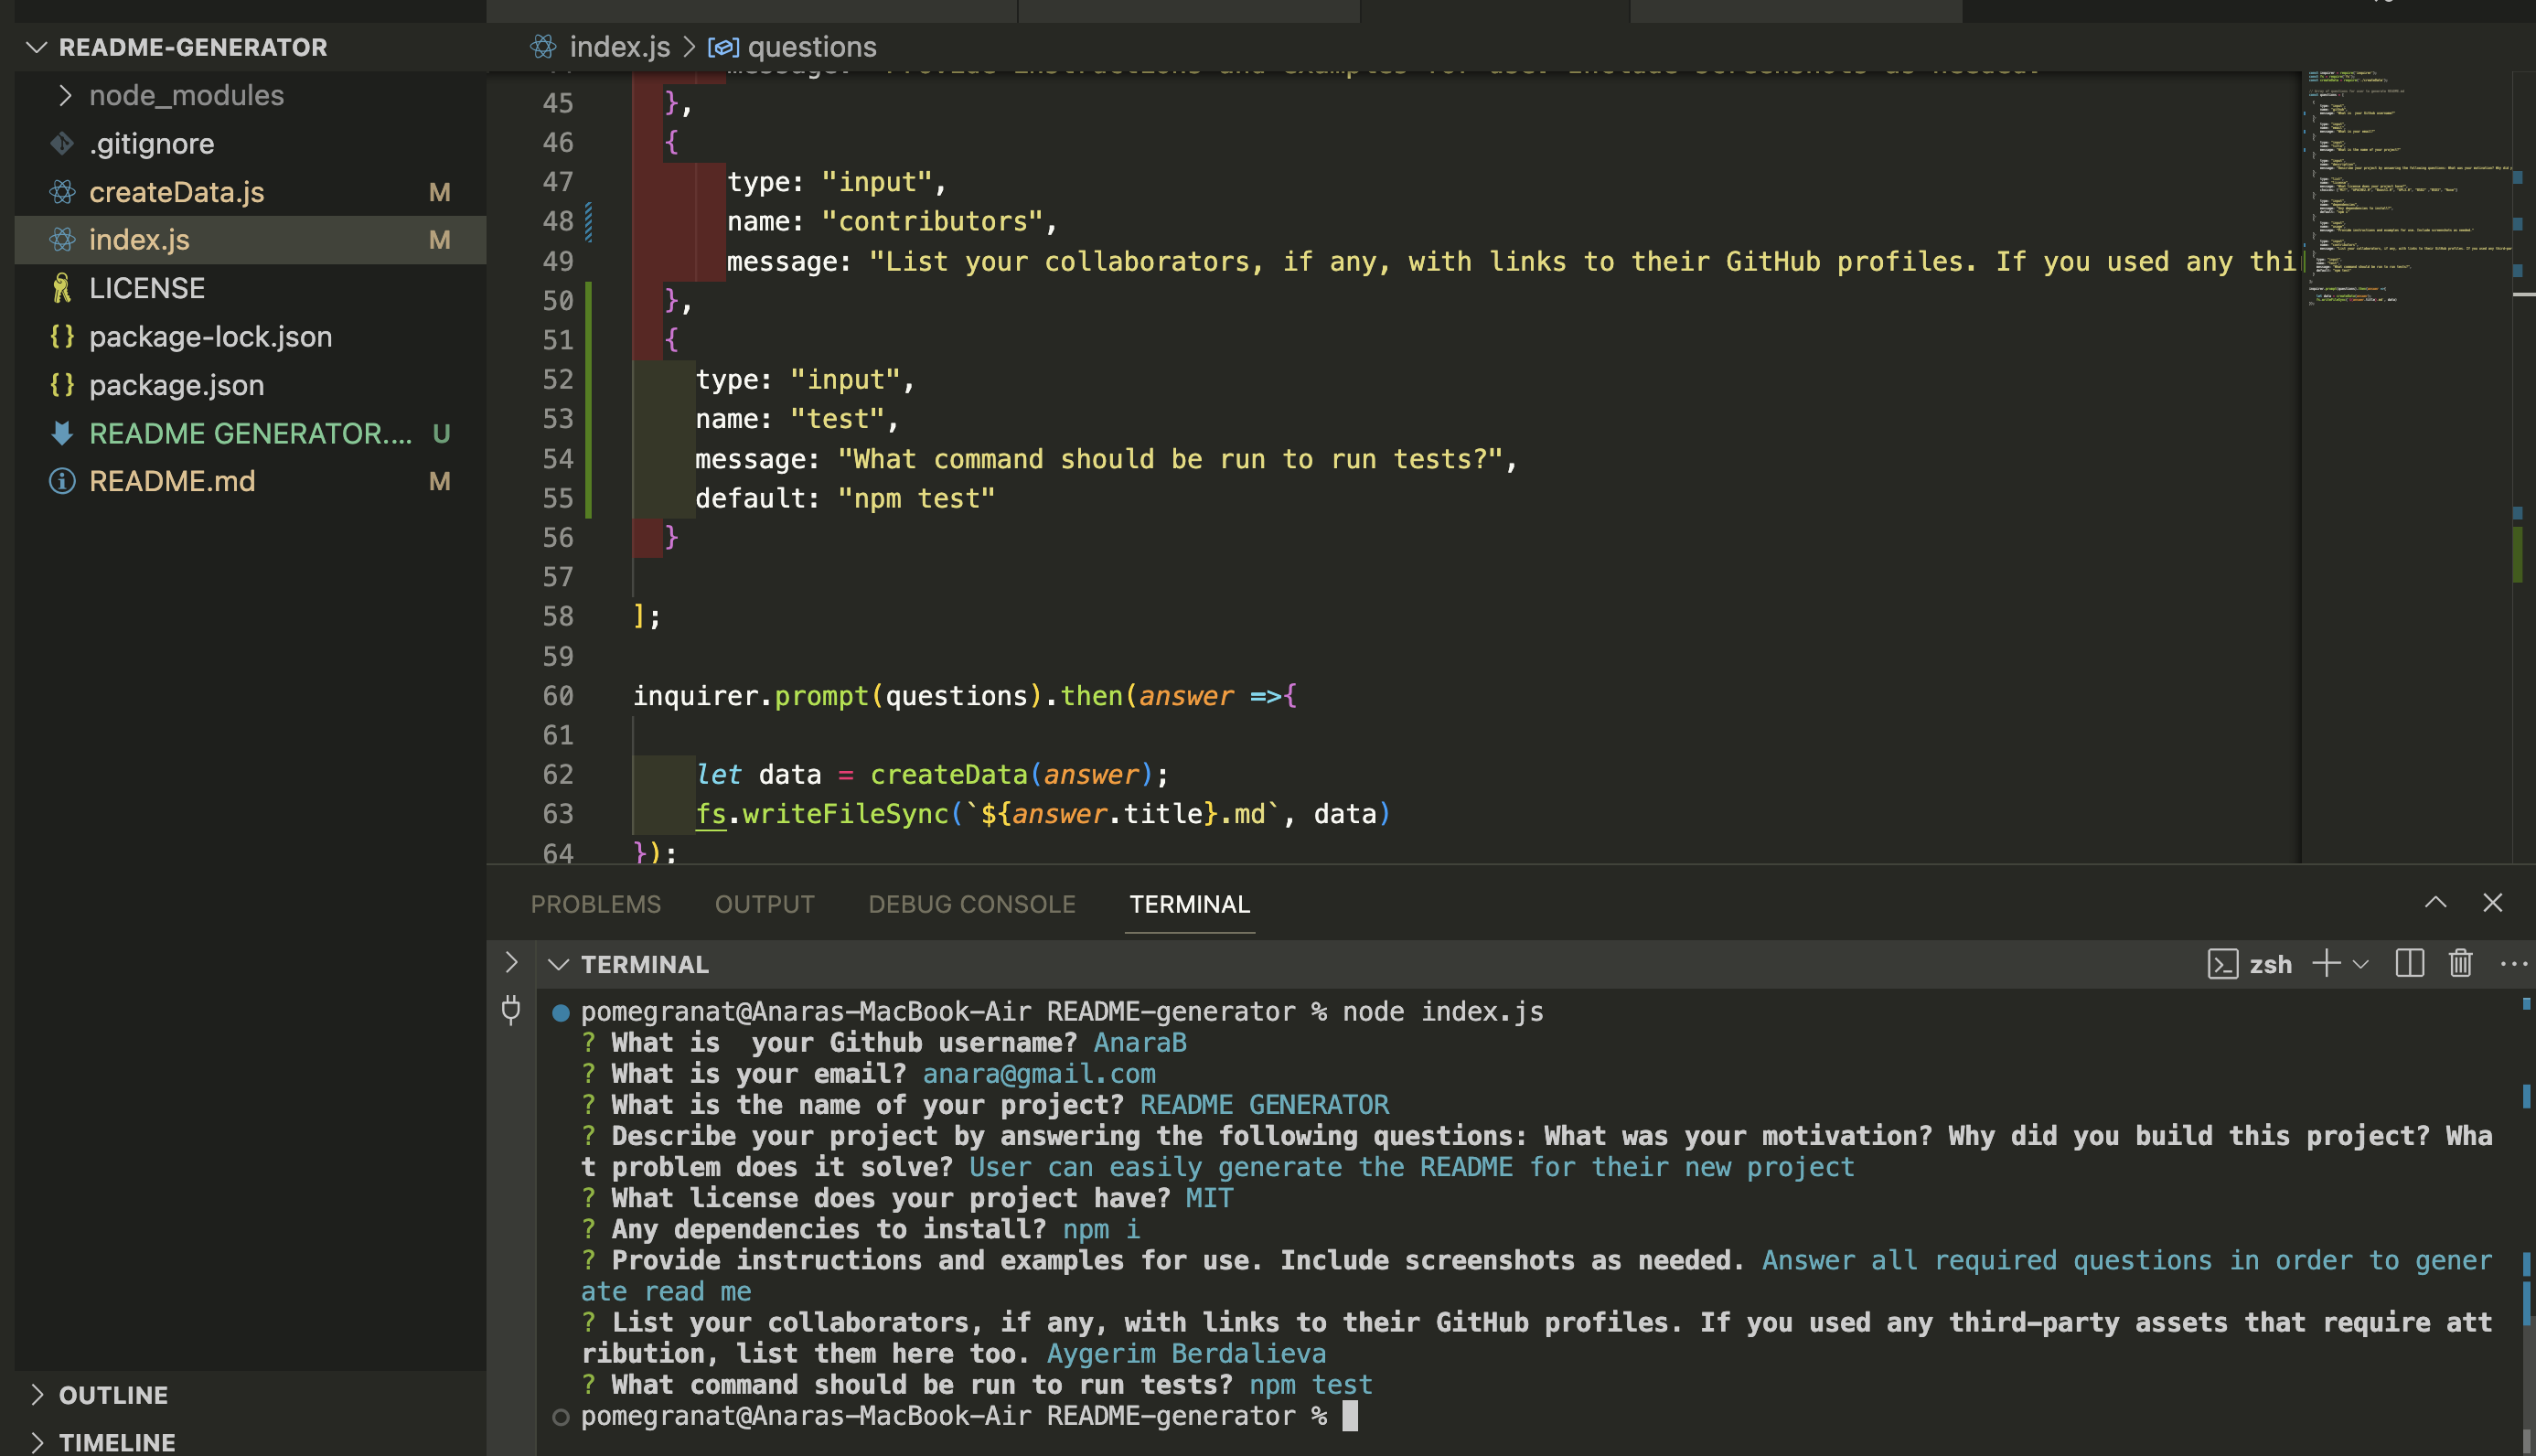 README-GENERATOR
node_modules
.gitignore
createData.js M
index.js M
LICENSE
{} package-lock.json
{} package.json
README GENERATOR.... U
README.md M
OUTLINE
TIMELINE
index.js > questions
45 },
46 {
47 type: "input",
48 name: "contributors",
49 message: "List your collaborators, if any, with links to their GitHub profiles. If you used any thi
50 },
51 {
52 type: "input",
53 name: "test",
54 message: "What command should be run to run tests?",
55 default: "npm test"
56 }
57
58 ];
59
60 inquirer.prompt(questions).then(answer =>{
61
62 let data = createData(answer);
63 fs.writeFileSync(`${answer.title}.md`, data)
64 });
PROBLEMS OUTPUT DEBUG CONSOLE TERMINAL
TERMINAL zsh
pomegranat@Anaras-MacBook-Air README-generator % node index.js
? What is  your Github username? AnaraB
? What is your email? anara@gmail.com
? What is the name of your project? README GENERATOR
? Describe your project by answering the following questions: What was your motivation? Why did you build this project? Wha
t problem does it solve? User can easily generate the README for their new project
? What license does your project have? MIT
? Any dependencies to install? npm i
? Provide instructions and examples for use. Include screenshots as needed. Answer all required questions in order to gener
ate read me
? List your collaborators, if any, with links to their GitHub profiles. If you used any third-party assets that require att
ribution, list them here too. Aygerim Berdalieva
? What command should be run to run tests? npm test
pomegranat@Anaras-MacBook-Air README-generator %